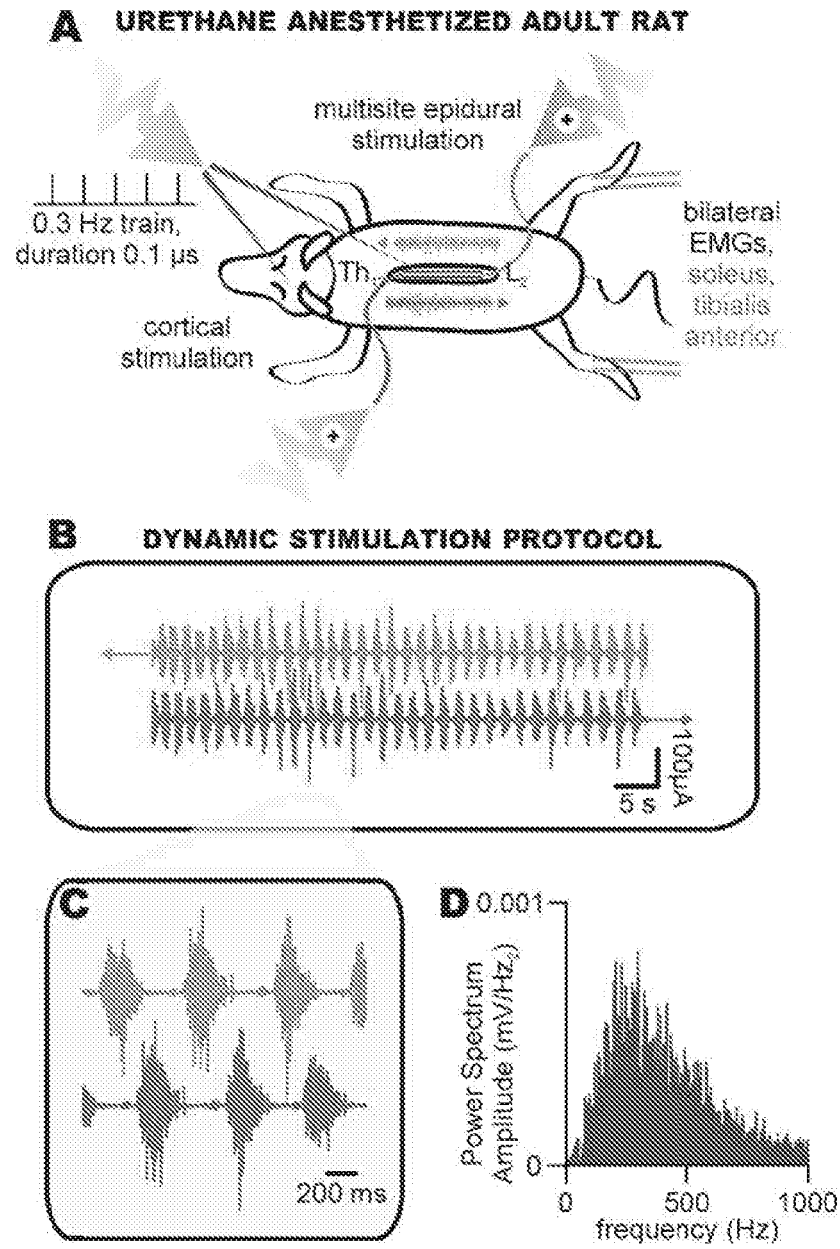 A URETHANE ANESTHETIZED ADULT RAT
multisite epidural
stimulation
+
0.3 Hz train,
duration 0.1 µs
Th
L₂
bilateral
EMGs,
soleus,
tibialis
anterior
cortical
stimulation
+
B DYNAMIC STIMULATION PROTOCOL
100µA
5 s
C
200 ms
D
0.001
Power Spectrum
Amplitude (mV/Hz₂)
0
0 500 1000
frequency (Hz)